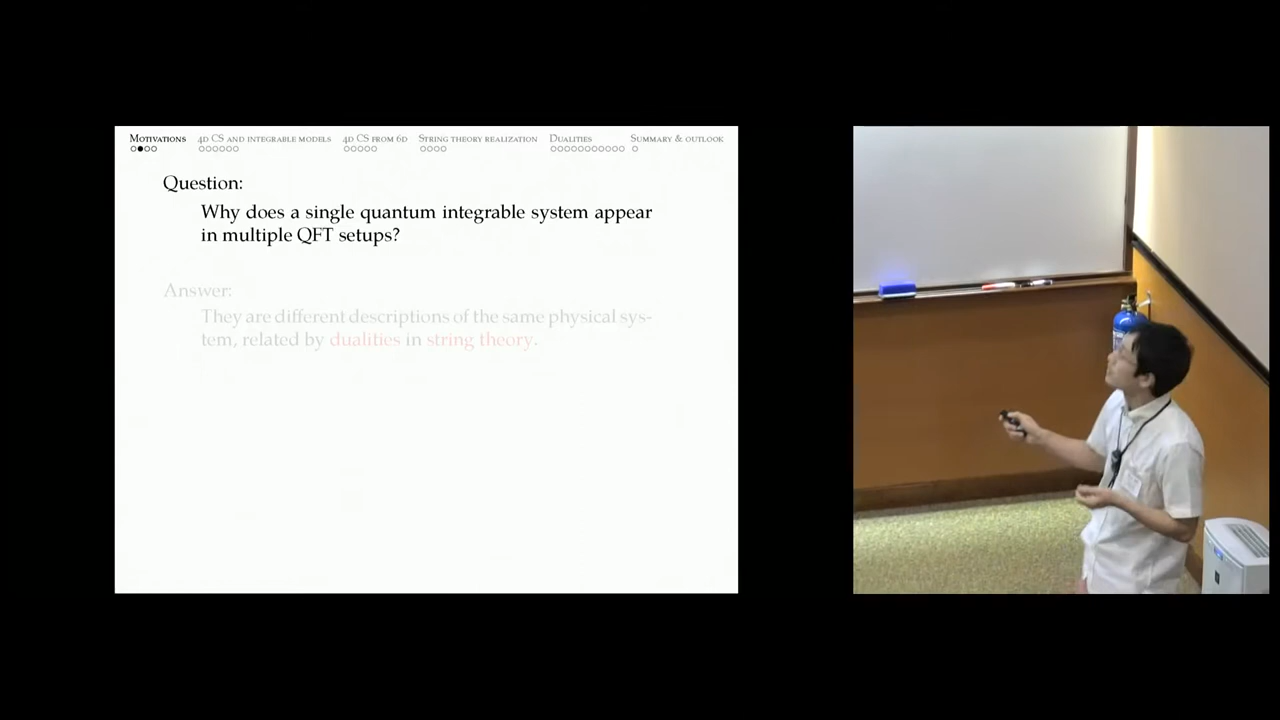 MOTIVATIONS 4D CS AND INTEGRABLE MODELS 4D CS FROM 6D STRING THEORY REALIZATION DUALITIES SUMMARY & OUTLOOK
Question:
Why does a single quantum integrable system appear
in multiple QFT setups?
Answer:
They are different descriptions of the same physical sys-
tem, related by dualities in string theory.